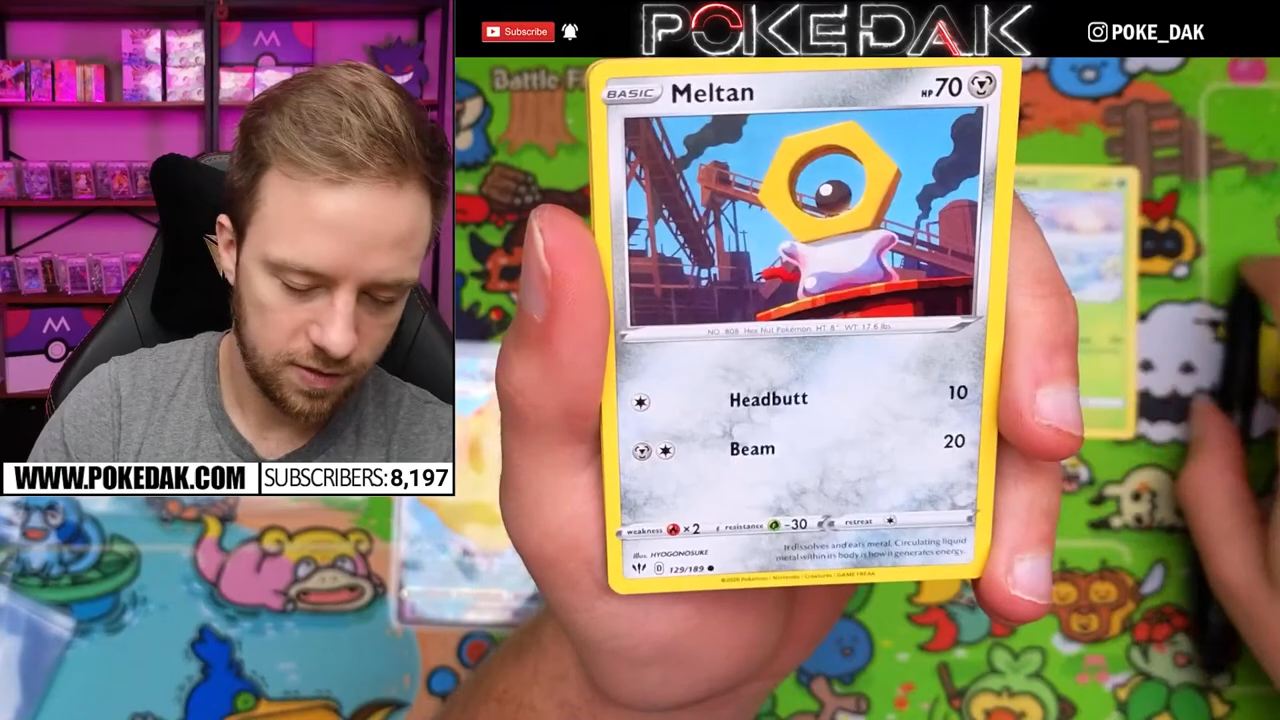 Subscribe
POKEDAK
POKE_DAK
Battle Fi
BASIC
Meltan
HP 70
NO. 808 Hex Nut Pokémon HT: 8" WT: 17.6 lbs.
Headbutt 10
Beam 20
weakness ×2 resistance -30 retreat
Illus. HYOGONOSUKE
It dissolves and eats metal. Circulating liquid
metal within its body is how it generates energy.
D 129/189
©2020 Pokémon / Nintendo / Creatures / GAME FREAK
WWW.POKEDAK.COM
SUBSCRIBERS: 8,197